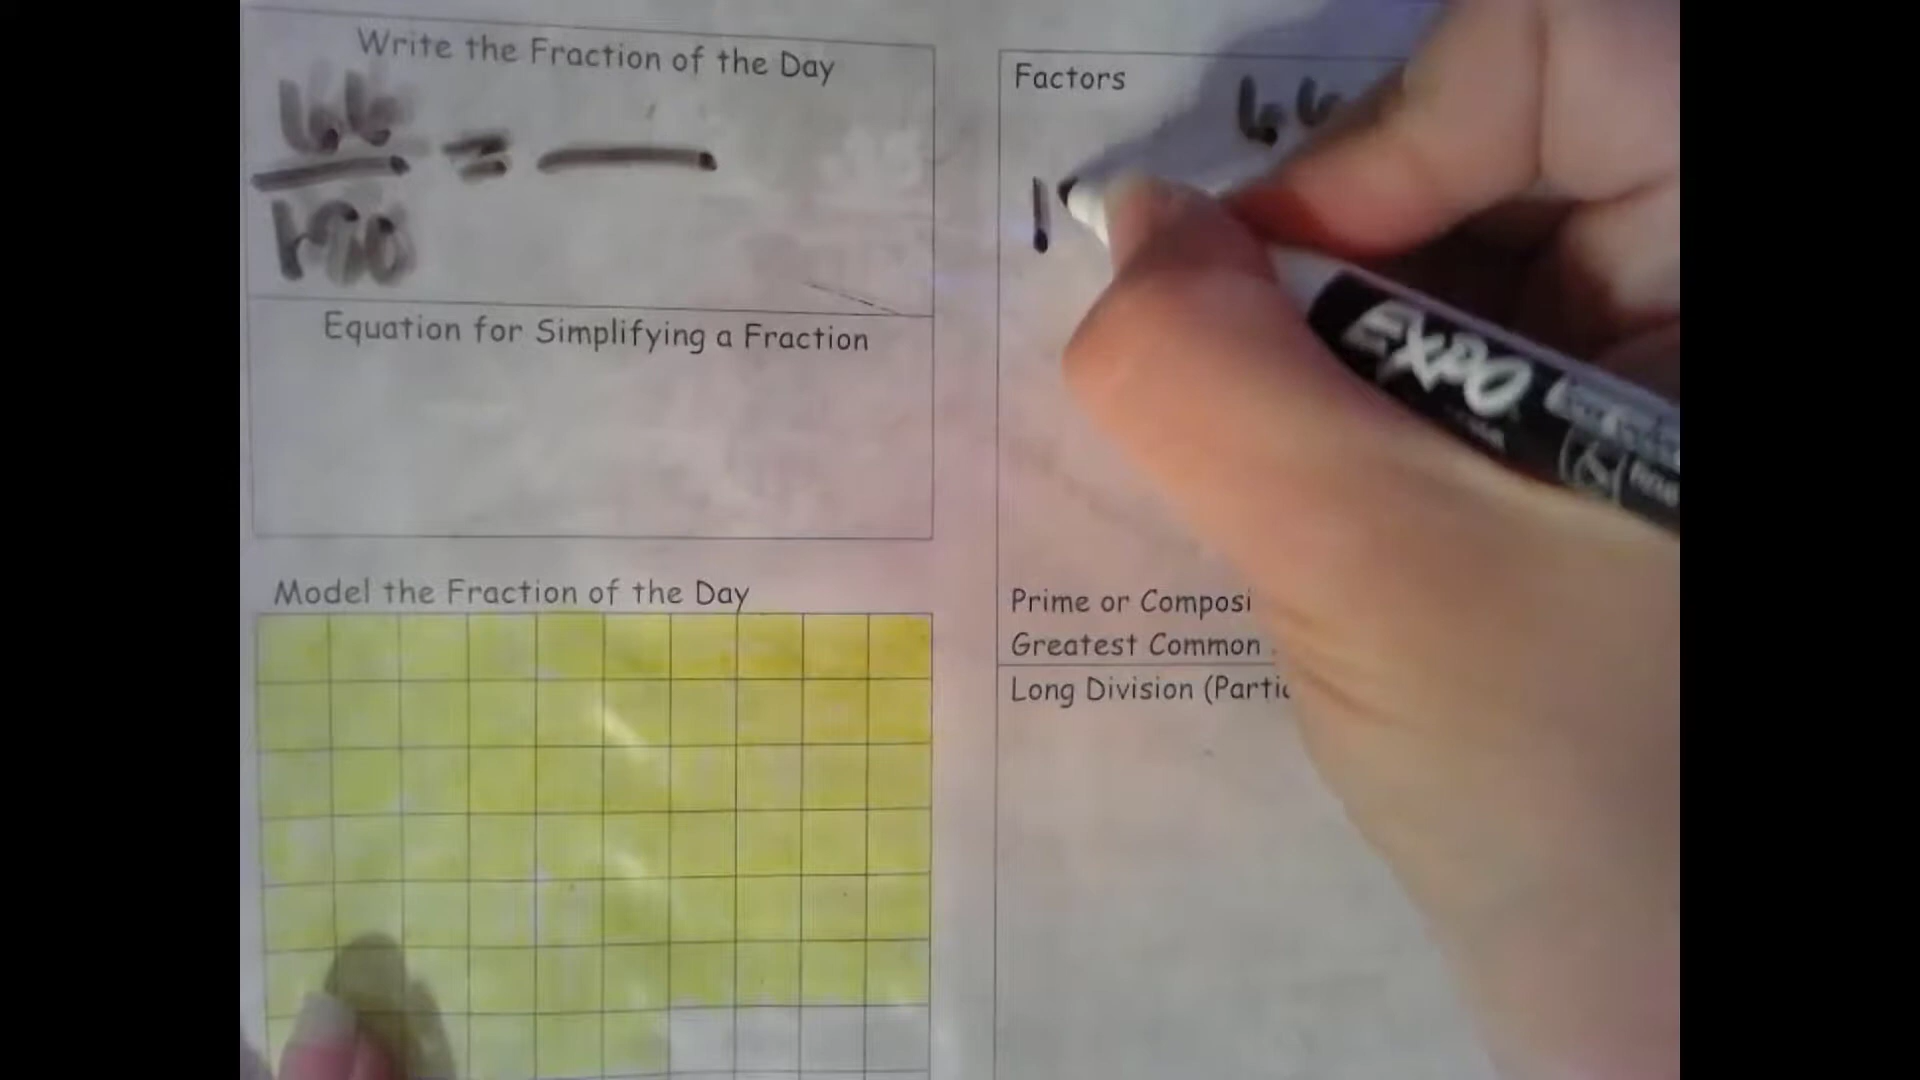 Write the Fraction of the Day
66
100
=
Equation for Simplifying a Fraction
Model the Fraction of the Day
Factors
66
1
Prime or Composi
Greatest Common
Long Division (Partic
EXPO